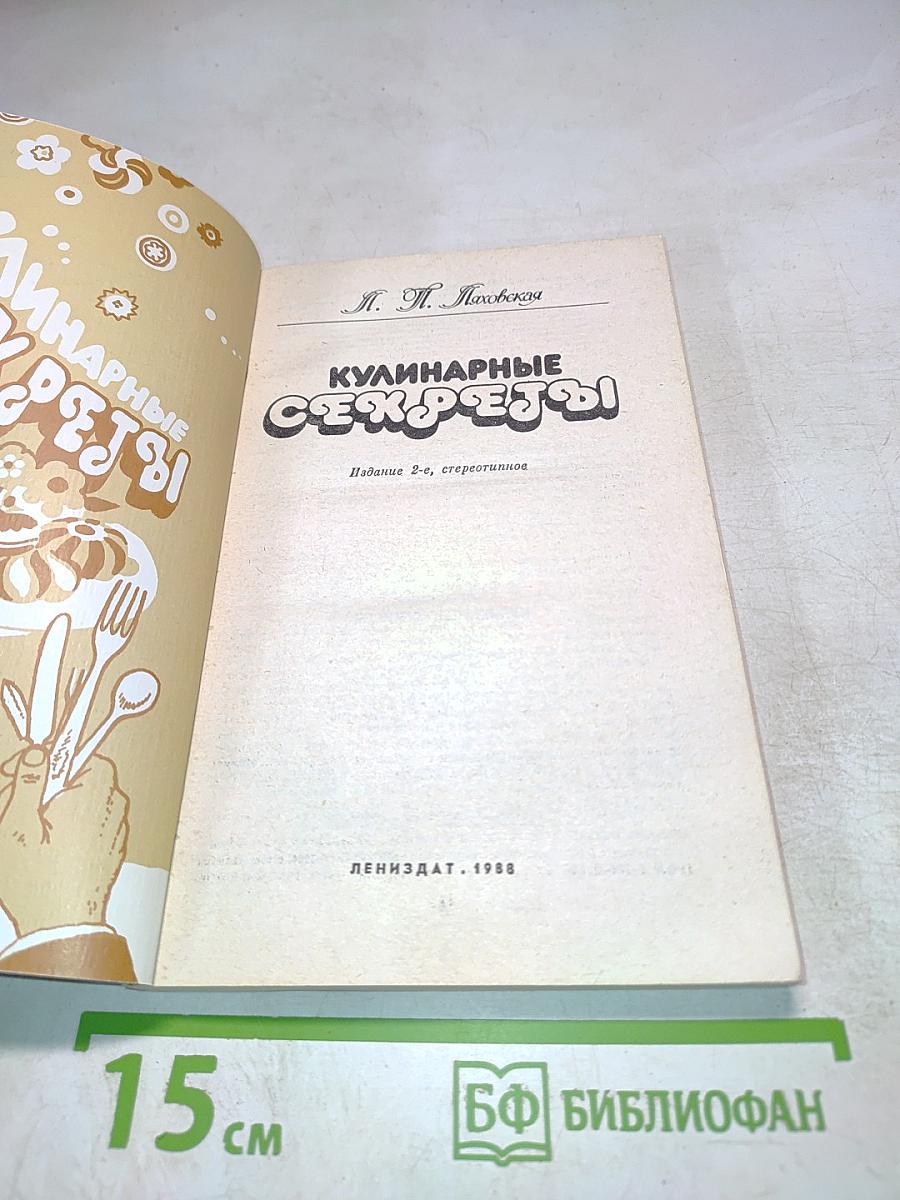 Л. П. Ляховская
КУЛИНАРНЫЕ
СЕКРЕТЫ
Издание 2-е, стереотипное
ЛЕНИЗДАТ . 1988
15 см
БФ БИБЛИОФАН